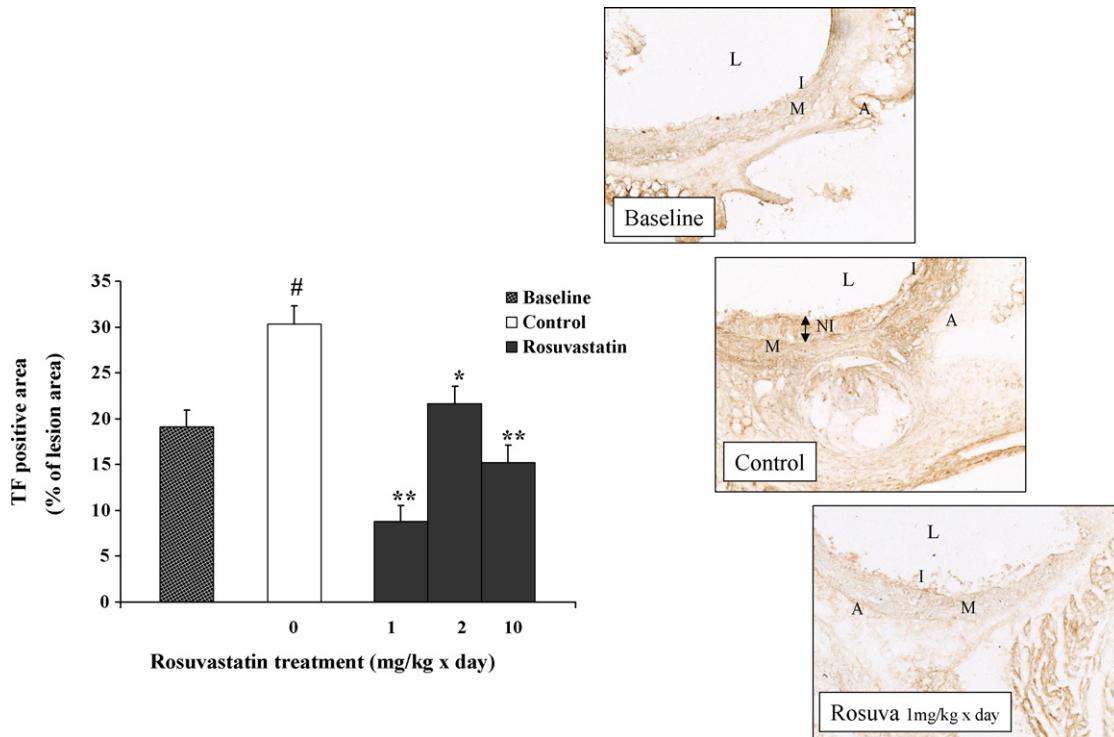 TF positive area
(% of lesion area)
35
30
25
20
15
10
5
0
#
**
*
**
0
1
2
10
Rosuvastatin treatment (mg/kg x day)
Baseline
Control
Rosuvastatin
L
I
M
A
Baseline
I
L
NI
A
M
Control
L
I
A
M
Rosuva 1mg/kg x day